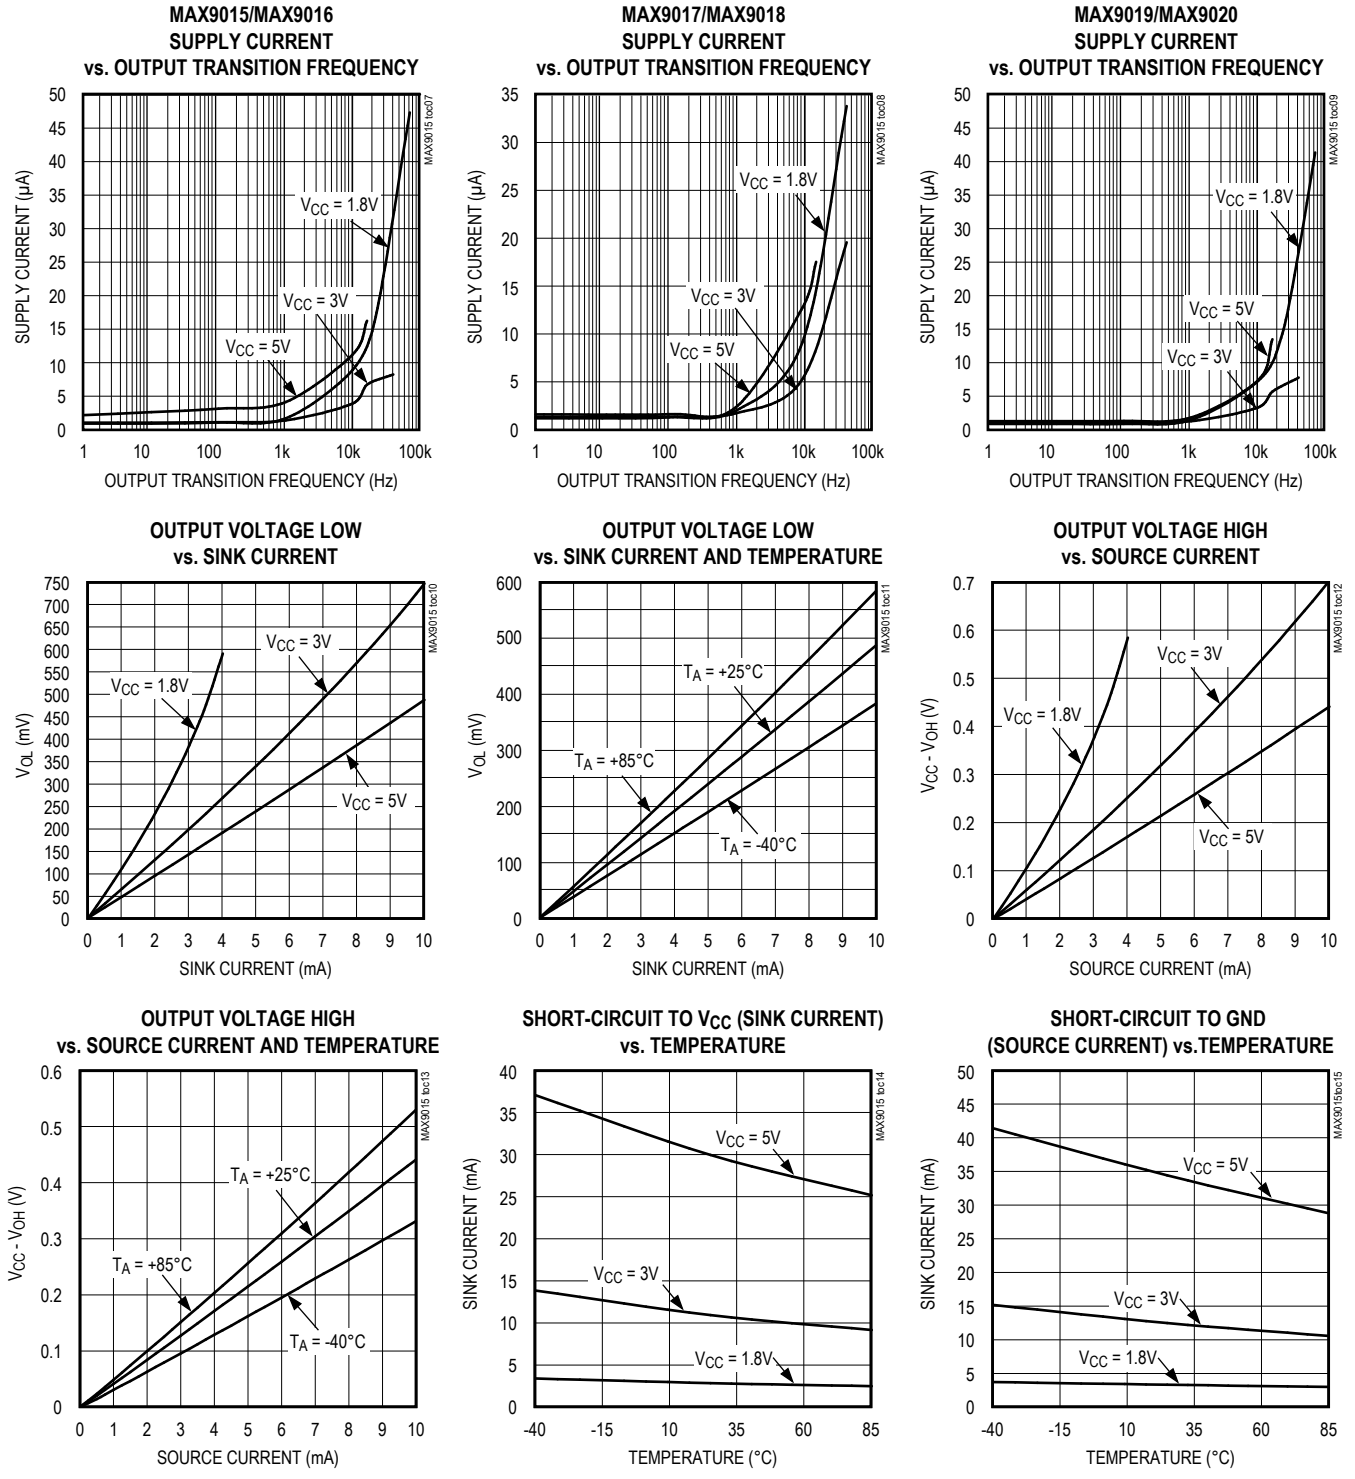 MAX9015/MAX9016
SUPPLY CURRENT
vs. OUTPUT TRANSITION FREQUENCY
MAX9015 toc07
50
45
40
35
30
25
20
15
10
5
0
SUPPLY CURRENT (µA)
VCC = 1.8V
VCC = 3V
VCC = 5V
1 10 100 1k 10k 100k
OUTPUT TRANSITION FREQUENCY (Hz)
MAX9017/MAX9018
SUPPLY CURRENT
vs. OUTPUT TRANSITION FREQUENCY
MAX9015 toc08
35
30
25
20
15
10
5
0
SUPPLY CURRENT (µA)
VCC = 1.8V
VCC = 3V
VCC = 5V
1 10 100 1k 10k 100k
OUTPUT TRANSITION FREQUENCY (Hz)
MAX9019/MAX9020
SUPPLY CURRENT
vs. OUTPUT TRANSITION FREQUENCY
MAX9015 toc09
50
45
40
35
30
25
20
15
10
5
0
SUPPLY CURRENT (µA)
VCC = 1.8V
VCC = 5V
VCC = 3V
1 10 100 1k 10k 100k
OUTPUT TRANSITION FREQUENCY (Hz)
OUTPUT VOLTAGE LOW
vs. SINK CURRENT
MAX9015 toc10
750
700
650
600
550
500
450
400
350
300
250
200
150
100
50
0
VOL (mV)
VCC = 3V
VCC = 1.8V
VCC = 5V
0 1 2 3 4 5 6 7 8 9 10
SINK CURRENT (mA)
OUTPUT VOLTAGE LOW
vs. SINK CURRENT AND TEMPERATURE
MAX9015 toc11
600
500
400
300
200
100
0
VOL (mV)
TA = +25°C
TA = +85°C
TA = -40°C
0 1 2 3 4 5 6 7 8 9 10
SINK CURRENT (mA)
OUTPUT VOLTAGE HIGH
vs. SOURCE CURRENT
MAX9015 toc12
0.7
0.6
0.5
0.4
0.3
0.2
0.1
0
VCC - VOH (V)
VCC = 3V
VCC = 1.8V
VCC = 5V
0 1 2 3 4 5 6 7 8 9 10
SOURCE CURRENT (mA)
OUTPUT VOLTAGE HIGH
vs. SOURCE CURRENT AND TEMPERATURE
MAX9015 toc13
0.6
0.5
0.4
0.3
0.2
0.1
0
VCC - VOH (V)
TA = +25°C
TA = +85°C
TA = -40°C
0 1 2 3 4 5 6 7 8 9 10
SOURCE CURRENT (mA)
SHORT-CIRCUIT TO VCC (SINK CURRENT)
vs. TEMPERATURE
MAX9015 toc14
40
35
30
25
20
15
10
5
0
SINK CURRENT (mA)
VCC = 5V
VCC = 3V
VCC = 1.8V
-40 -15 10 35 60 85
TEMPERATURE (°C)
SHORT-CIRCUIT TO GND
(SOURCE CURRENT) vs.TEMPERATURE
MAX9015toc15
50
45
40
35
30
25
20
15
10
5
0
SINK CURRENT (mA)
VCC = 5V
VCC = 3V
VCC = 1.8V
-40 -15 10 35 60 85
TEMPERATURE (°C)